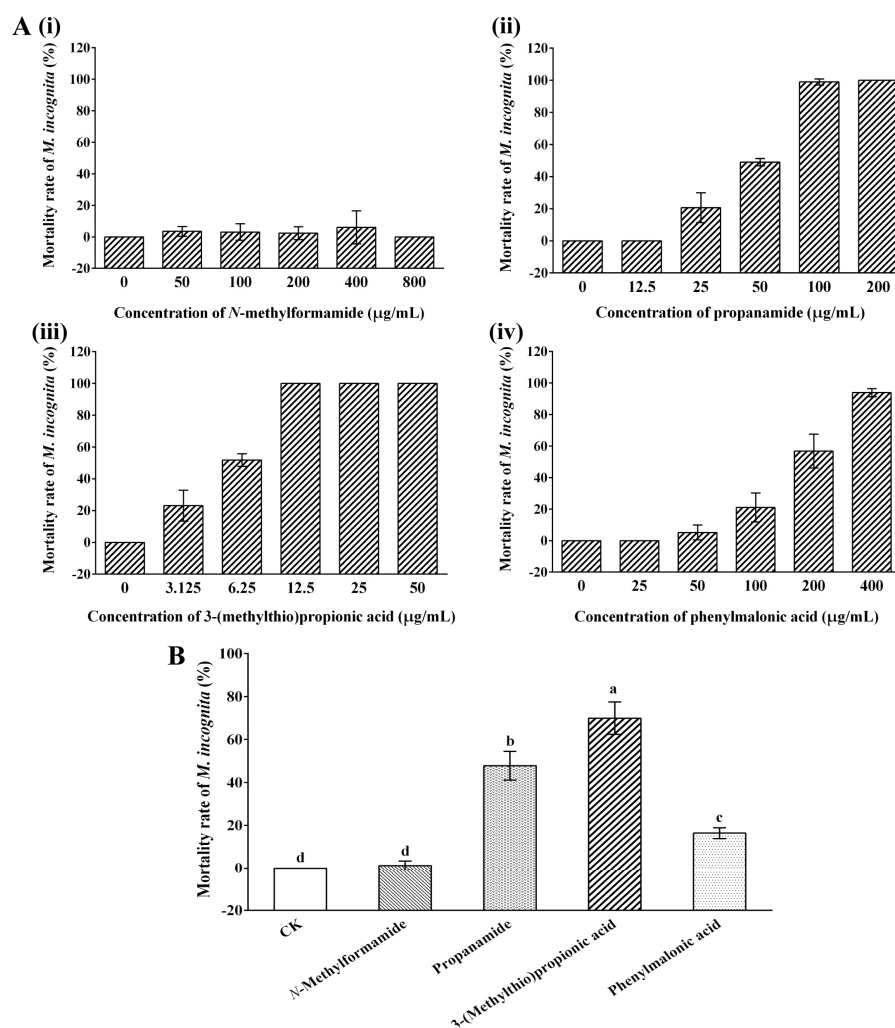 A (i)
Mortality rate of M. incognita (%)
120
100
80
60
40
20
0
-20
0 50 100 200 400 800
Concentration of N-methylformamide (μg/mL)
(ii)
Mortality rate of M. incognita (%)
120
100
80
60
40
20
0
-20
0 12.5 25 50 100 200
Concentration of propanamide (μg/mL)
(iii)
Mortality rate of M. incognita (%)
120
100
80
60
40
20
0
-20
0 3.125 6.25 12.5 25 50
Concentration of 3-(methylthio)propionic acid (μg/mL)
(iv)
Mortality rate of M. incognita (%)
120
100
80
60
40
20
0
-20
0 25 50 100 200 400
Concentration of phenylmalonic acid (μg/mL)
B
Mortality rate of M. incognita (%)
100
80
60
40
20
0
-20
d d b a c
CK
N-Methylformamide
Propanamide
3-(Methylthio)propionic acid
Phenylmalonic acid